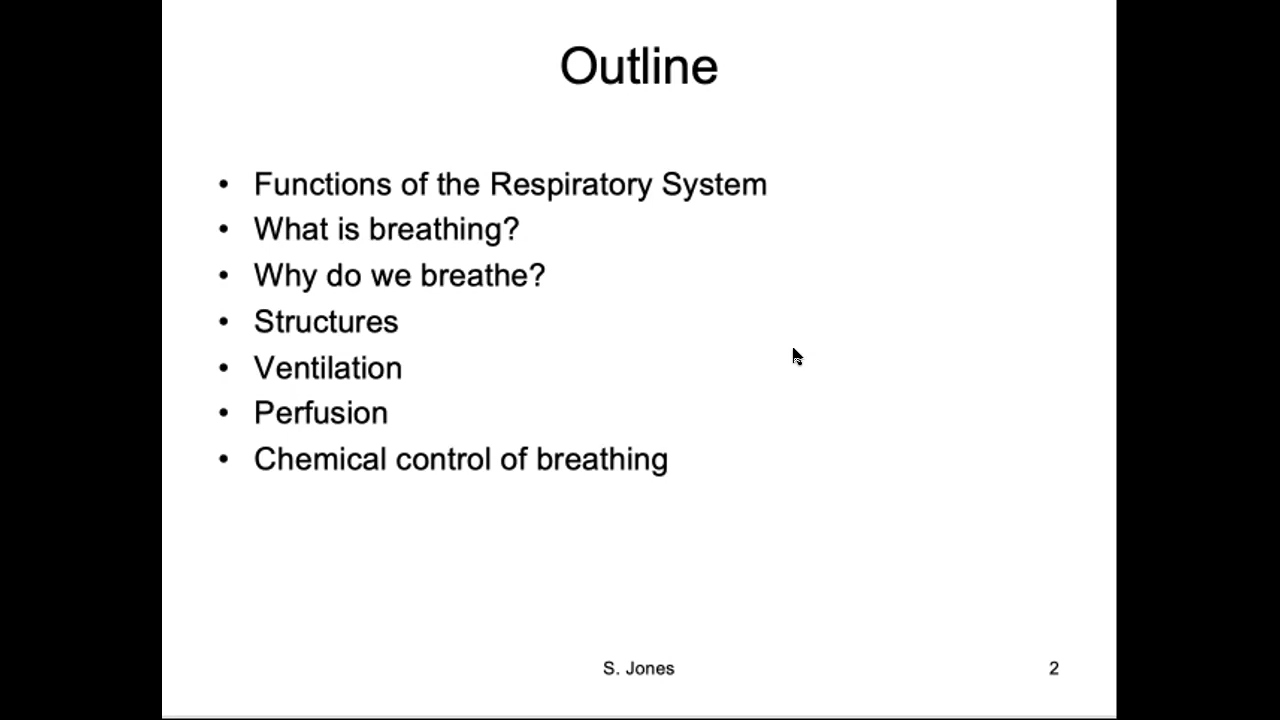 Outline
• Functions of the Respiratory System
• What is breathing?
• Why do we breathe?
• Structures
• Ventilation
• Perfusion
• Chemical control of breathing
S. Jones
2